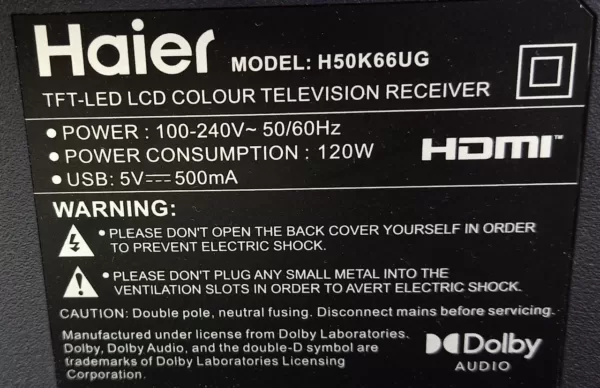 Haier MODEL: H50K66UG
TFT-LED LCD COLOUR TELEVISION RECEIVER
• POWER : 100-240V~ 50/60Hz
• POWER CONSUMPTION : 120W
• USB: 5V⎓500mA
HDMI™
WARNING:
• PLEASE DON'T OPEN THE BACK COVER YOURSELF IN ORDER
TO PREVENT ELECTRIC SHOCK.
• PLEASE DON'T PLUG ANY SMALL METAL INTO THE
VENTILATION SLOTS IN ORDER TO AVERT ELECTRIC SHOCK.
CAUTION: Double pole, neutral fusing. Disconnect mains before servicing.
Manufactured under license from Dolby Laboratories.
Dolby, Dolby Audio, and the double-D symbol are
trademarks of Dolby Laboratories Licensing
Corporation.
Dolby
AUDIO